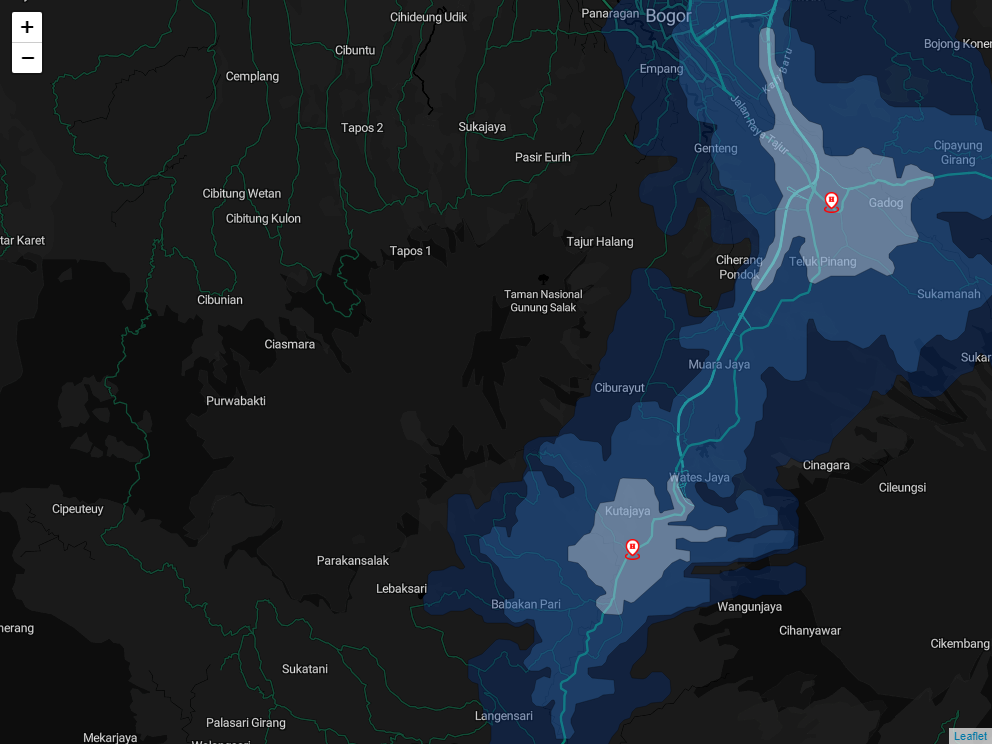 +
−
Cihideung Udik
Panaragan
Bogor
Cibuntu
Bojong Koner
Empang
Cemplang
Kali Baru
Jalan Raya Tajur
Tapos 2
Sukajaya
Genteng
Cipayung
Girang
Pasir Eurih
Cibitung Wetan
H
Gadog
Cibitung Kulon
tar Karet
Tajur Halang
Tapos 1
Ciherang
Pondok
Teluk Pinang
Cibunian
Taman Nasional
Gunung Salak
Sukamanah
Ciasmara
Muara Jaya
Sukar
Ciburayut
Purwabakti
Cinagara
Wates Jaya
Cileungsi
Cipeuteuy
Kutajaya
H
Parakansalak
Lebaksari
Babakan Pari
Wangunjaya
nerang
Cihanyawar
Cikembang
Sukatani
Langensari
Palasari Girang
Mekarjaya
Leaflet